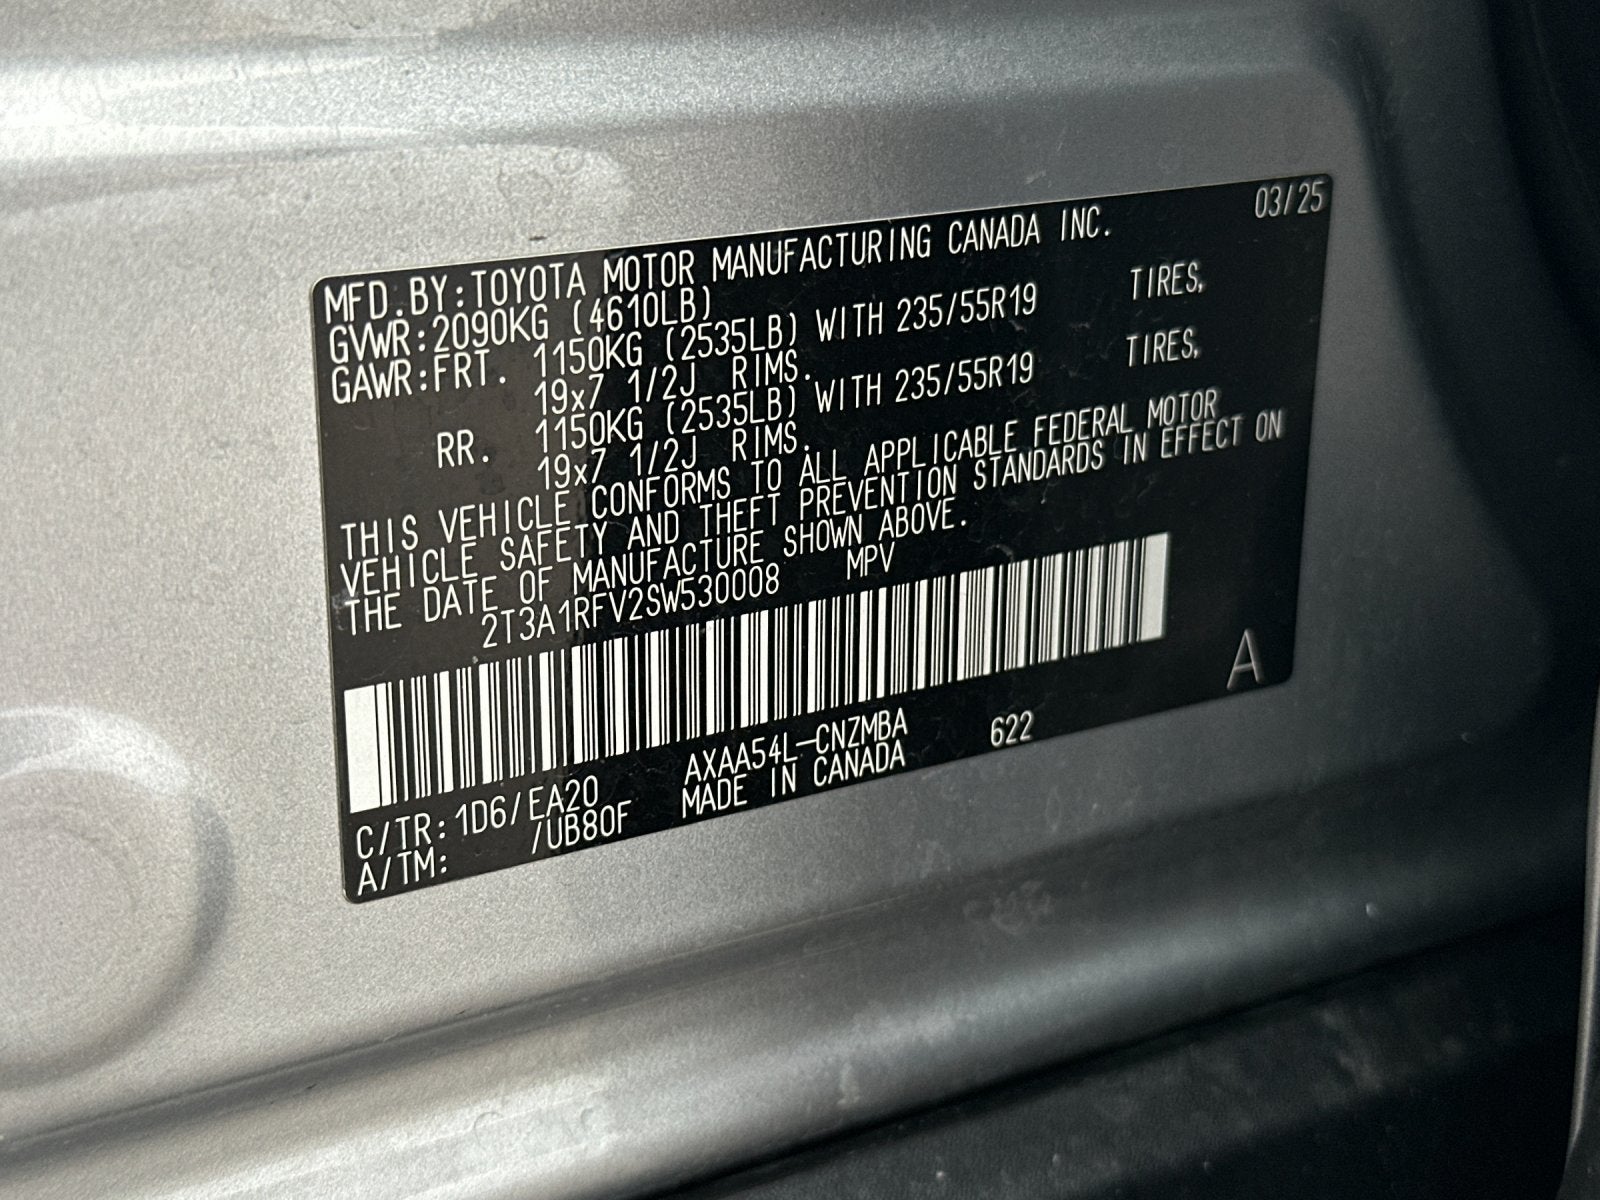 03/25
MFD.BY:TOYOTA MOTOR MANUFACTURING CANADA INC.
GVWR:2090KG (4610LB)
GAWR:FRT. 1150KG (2535LB) WITH 235/55R19 TIRES,
19x7 1/2J RIMS.
RR. 1150KG (2535LB) WITH 235/55R19 TIRES,
19x7 1/2J RIMS.
THIS VEHICLE CONFORMS TO ALL APPLICABLE FEDERAL MOTOR
VEHICLE SAFETY AND THEFT PREVENTION STANDARDS IN EFFECT ON
THE DATE OF MANUFACTURE SHOWN ABOVE.
2T3A1RFV2SW530008 MPV
A
C/TR:1D6/EA20 AXAA54L-CNZMBA 622
A/TM: /UB80F MADE IN CANADA